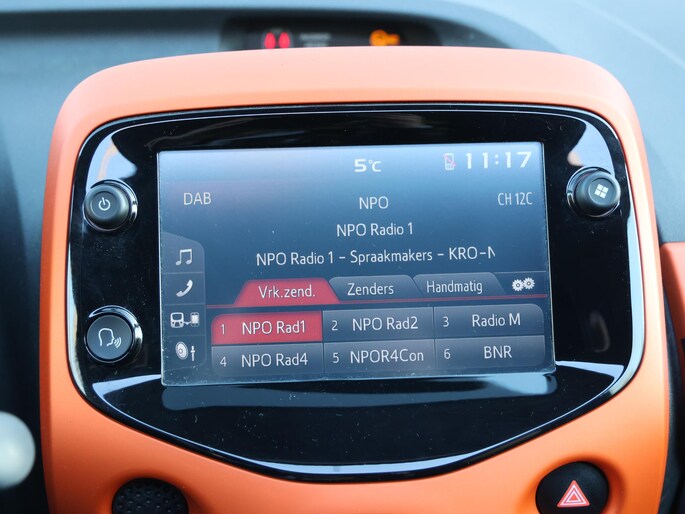 5°C 11:17
DAB NPO CH 12C
NPO Radio 1
NPO Radio 1 - Spraakmakers - KRO-N
Vrk.zend. Zenders Handmatig
1 NPO Rad1 2 NPO Rad2 3 Radio M
4 NPO Rad4 5 NPOR4Con 6 BNR